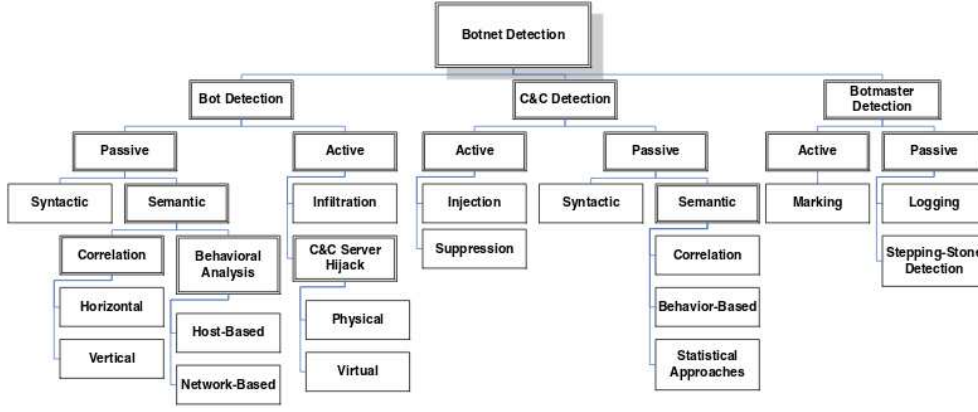 Botnet Detection
Bot Detection
C&C Detection
Botmaster
Detection
Passive
Active
Active
Passive
Active
Passive
Syntactic
Semantic
Infiltration
Injection
Syntactic
Semantic
Marking
Logging
Correlation
Behavioral
Analysis
C&C Server
Hijack
Suppression
Correlation
Stepping-Stone
Detection
Horizontal
Host-Based
Physical
Behavior-Based
Vertical
Network-Based
Virtual
Statistical
Approaches